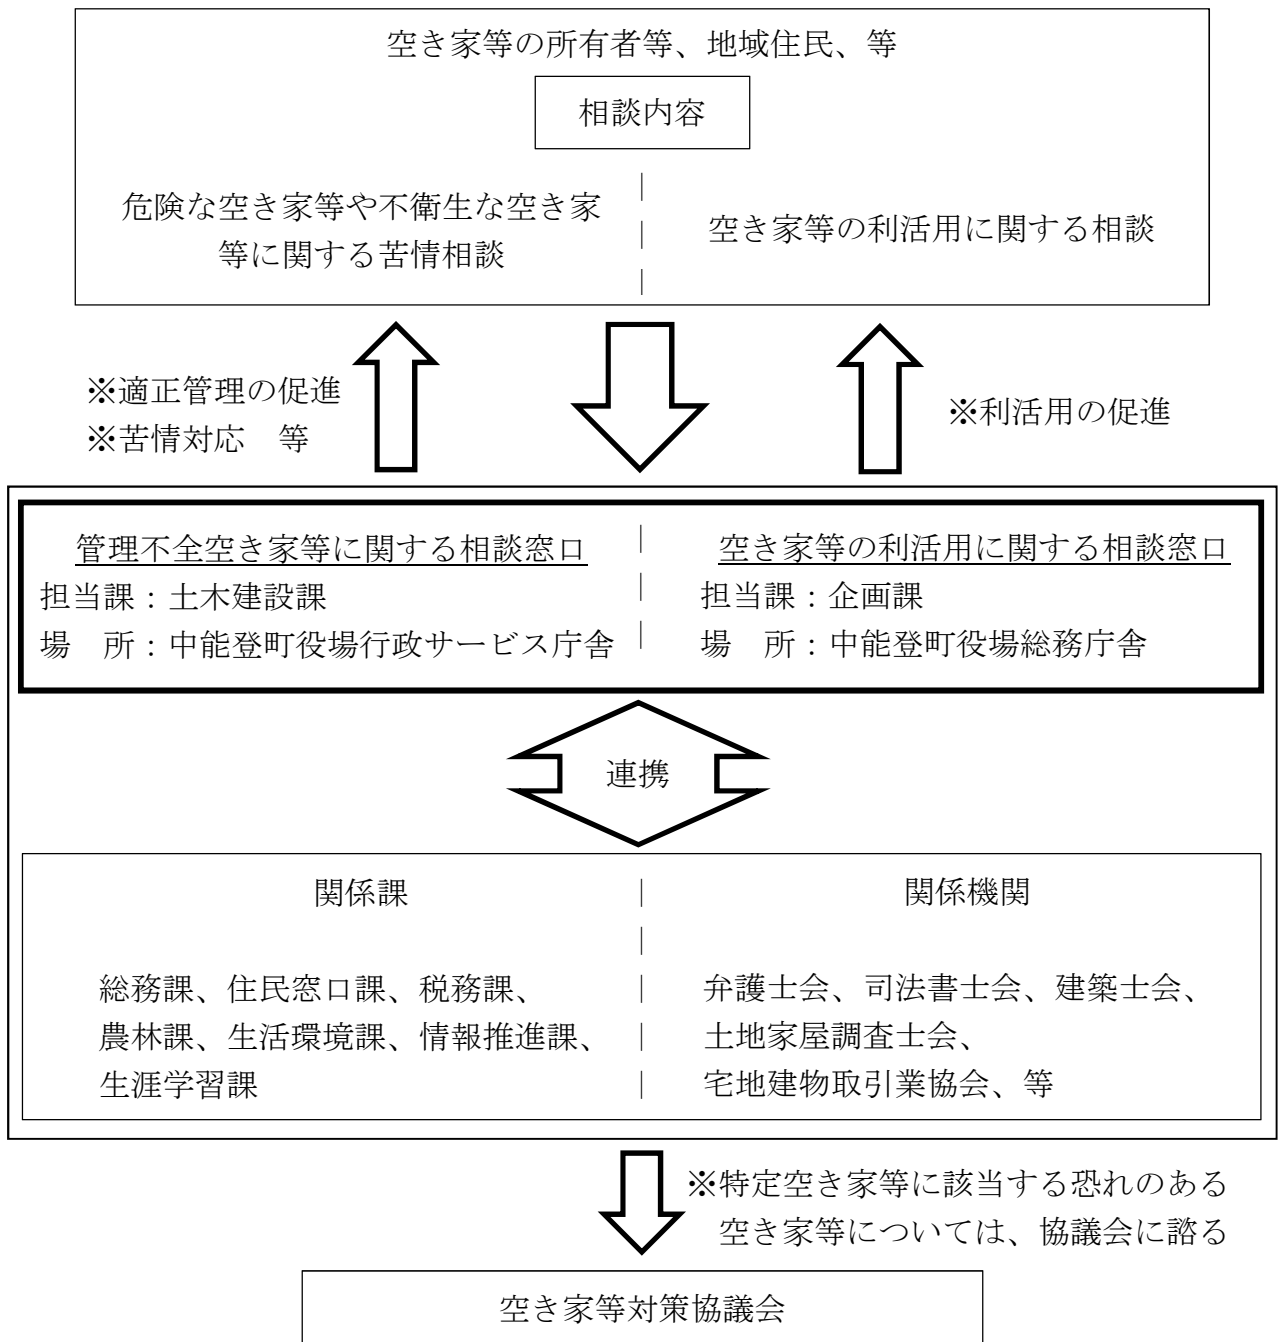 空き家等の所有者等、地域住民、等
相談内容
危険な空き家等や不衛生な空き家
等に関する苦情相談
空き家等の利活用に関する相談
※適正管理の促進
※苦情対応　等
※利活用の促進
管理不全空き家等に関する相談窓口
担当課：土木建設課
場　所：中能登町役場行政サービス庁舎
空き家等の利活用に関する相談窓口
担当課：企画課
場　所：中能登町役場総務庁舎
連携
関係課
総務課、住民窓口課、税務課、
農林課、生活環境課、情報推進課、
生涯学習課
関係機関
弁護士会、司法書士会、建築士会、
土地家屋調査士会、
宅地建物取引業協会、等
※特定空き家等に該当する恐れのある
空き家等については、協議会に諮る
空き家等対策協議会